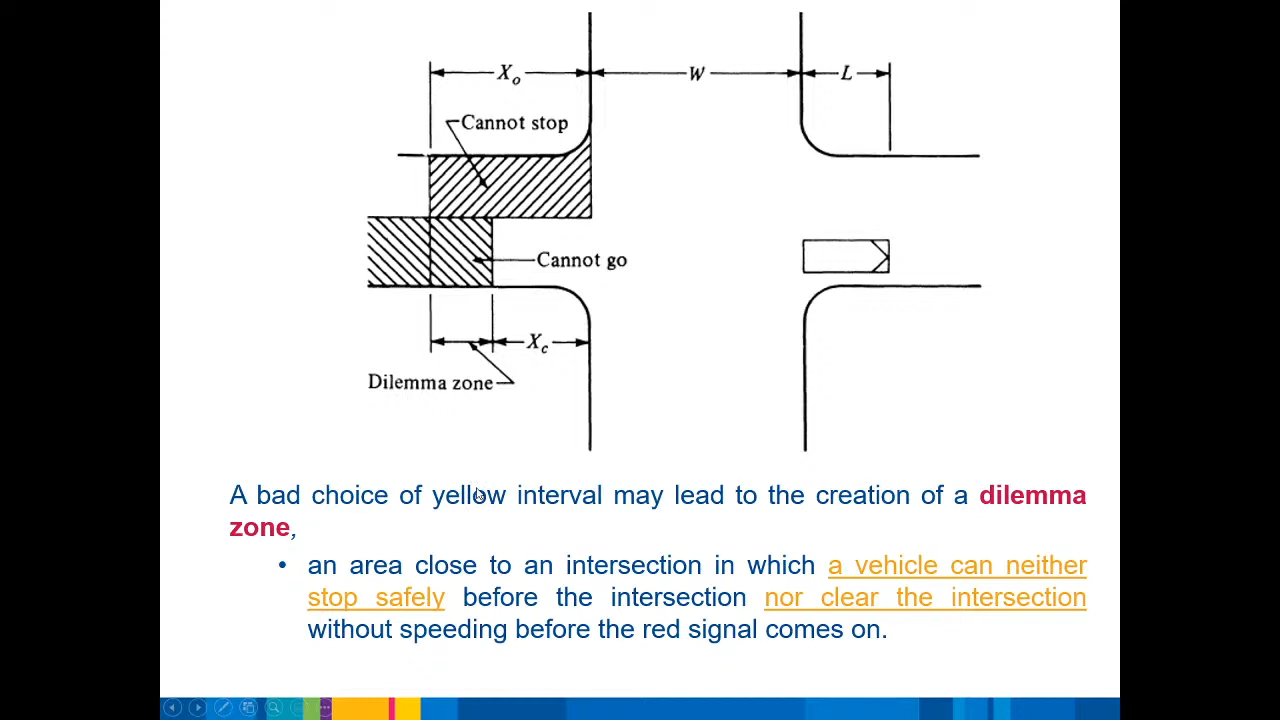 Xo
W
L
Cannot stop
Cannot go
Xc
Dilemma zone
A bad choice of yellow interval may lead to the creation of a dilemma
zone,
• an area close to an intersection in which a vehicle can neither
stop safely before the intersection nor clear the intersection
without speeding before the red signal comes on.